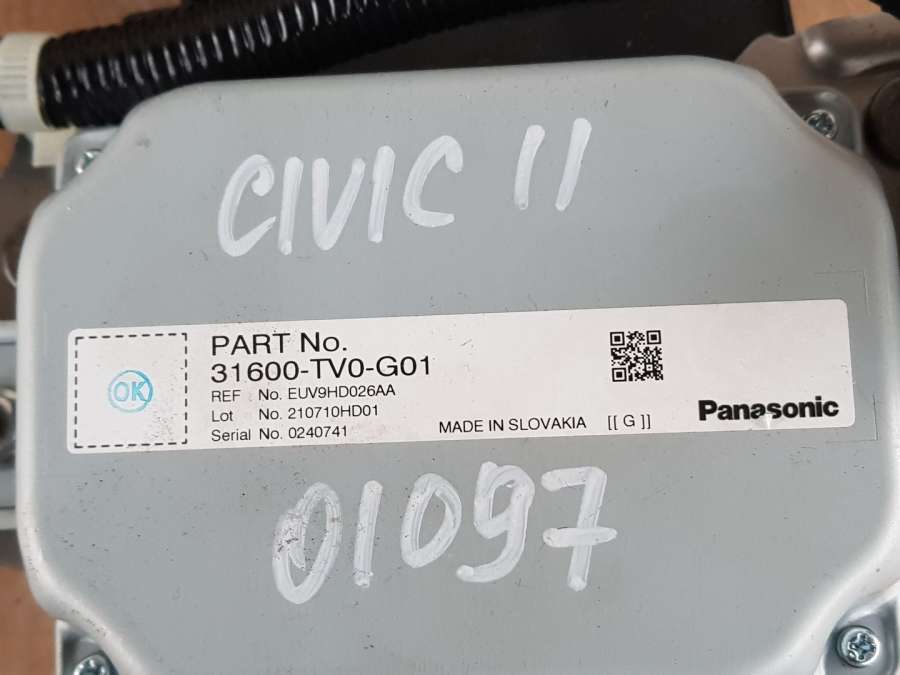 CIVIC 11
PART No.
31600-TV0-G01
REF No. EUV9HD026AA
Lot No. 210710HD01
Serial No. 0240741
MADE IN SLOVAKIA [[ G ]]
Panasonic
OK
01097